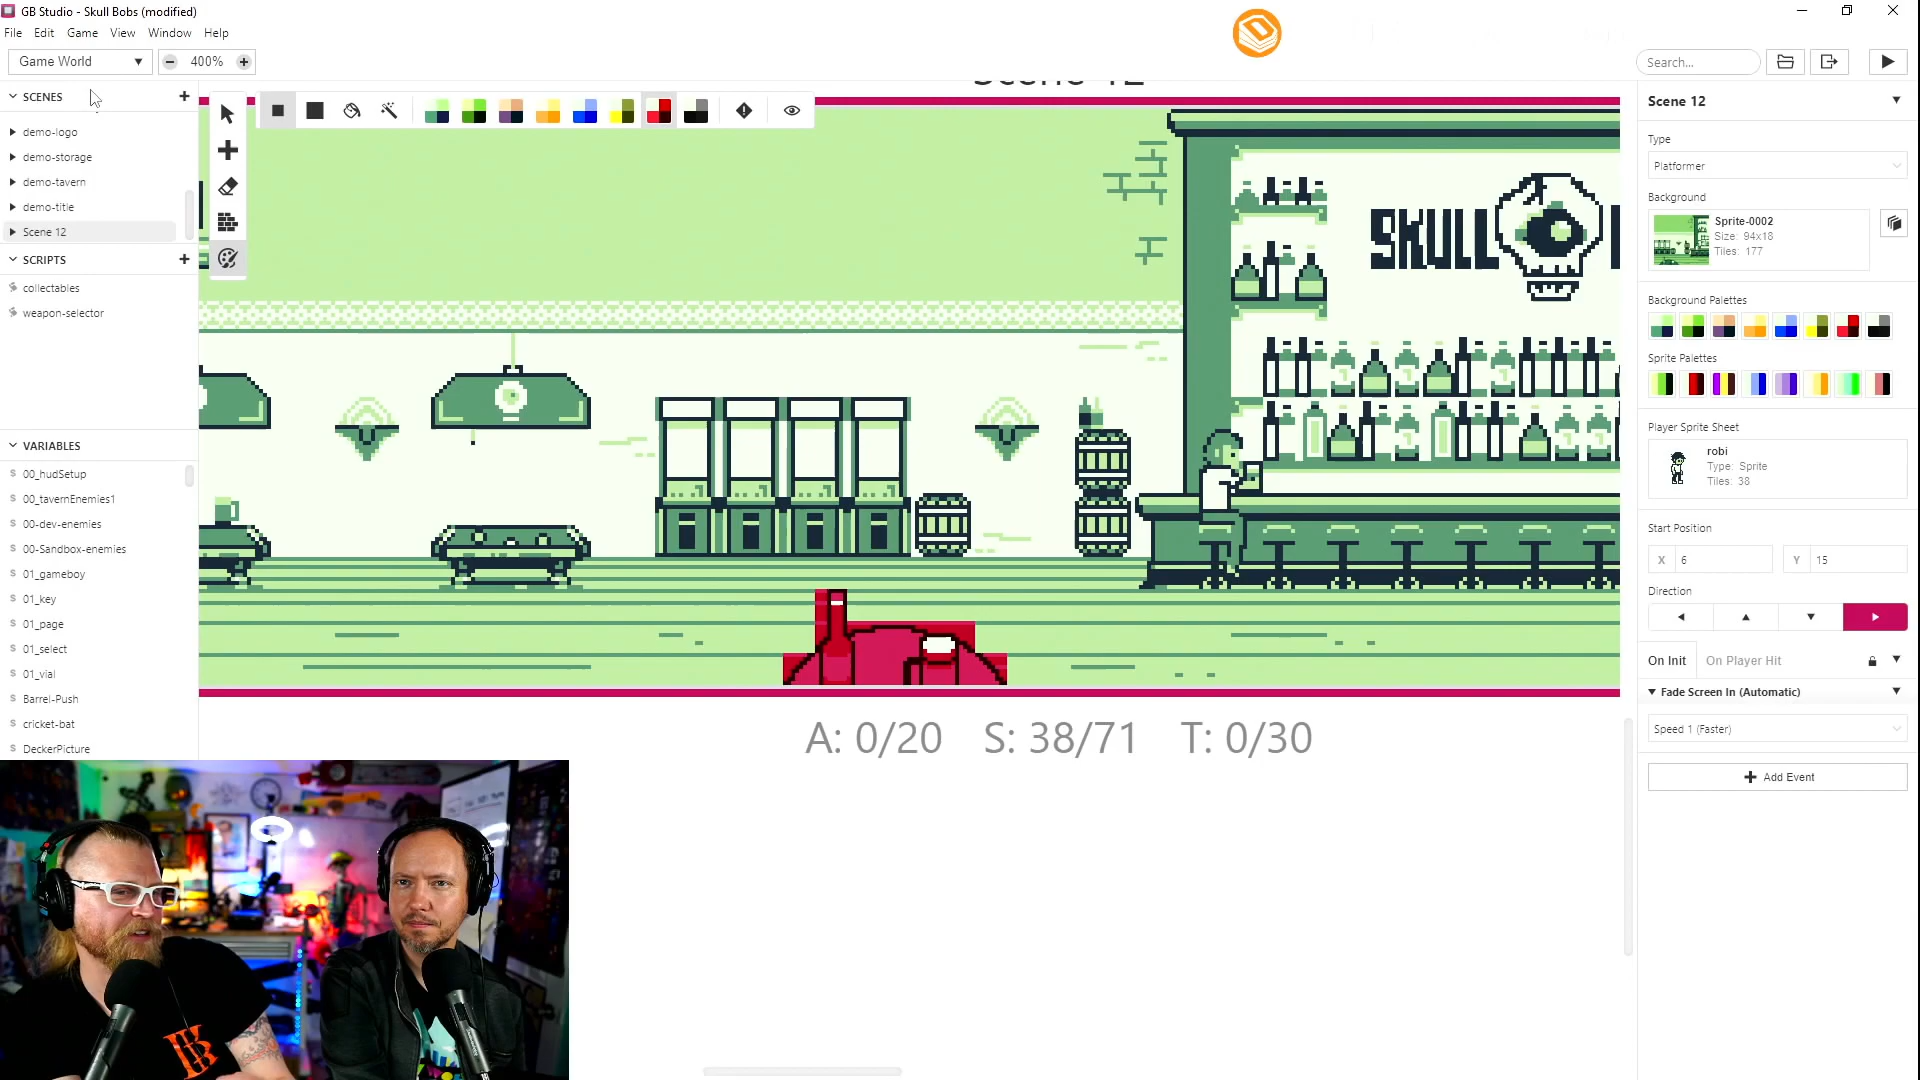 GB Studio - Skull Bobs (modified)
File Edit Game View Window Help
Game World
400%
Search...
SCENES
demo-logo
demo-storage
demo-tavern
demo-title
Scene 12
SCRIPTS
collectables
weapon-selector
VARIABLES
$ 00_hudSetup
$ 00_tavernEnemies1
$ 00-dev-enemies
$ 00-Sandbox-enemies
$ 01_gameboy
$ 01_key
$ 01_page
$ 01_select
$ 01_vial
$ Barrel-Push
$ cricket-bat
$ DeckerPicture
Scene 12
SKULL
A: 0/20 S: 38/71 T: 0/30
Scene 12
Type
Platformer
Background
Sprite-0002
Size: 94x18
Tiles: 177
Background Palettes
Sprite Palettes
Player Sprite Sheet
robi
Type: Sprite
Tiles: 38
Start Position
X 6 Y 15
Direction
On Init On Player Hit
Fade Screen In (Automatic)
Speed 1 (Faster)
Add Event